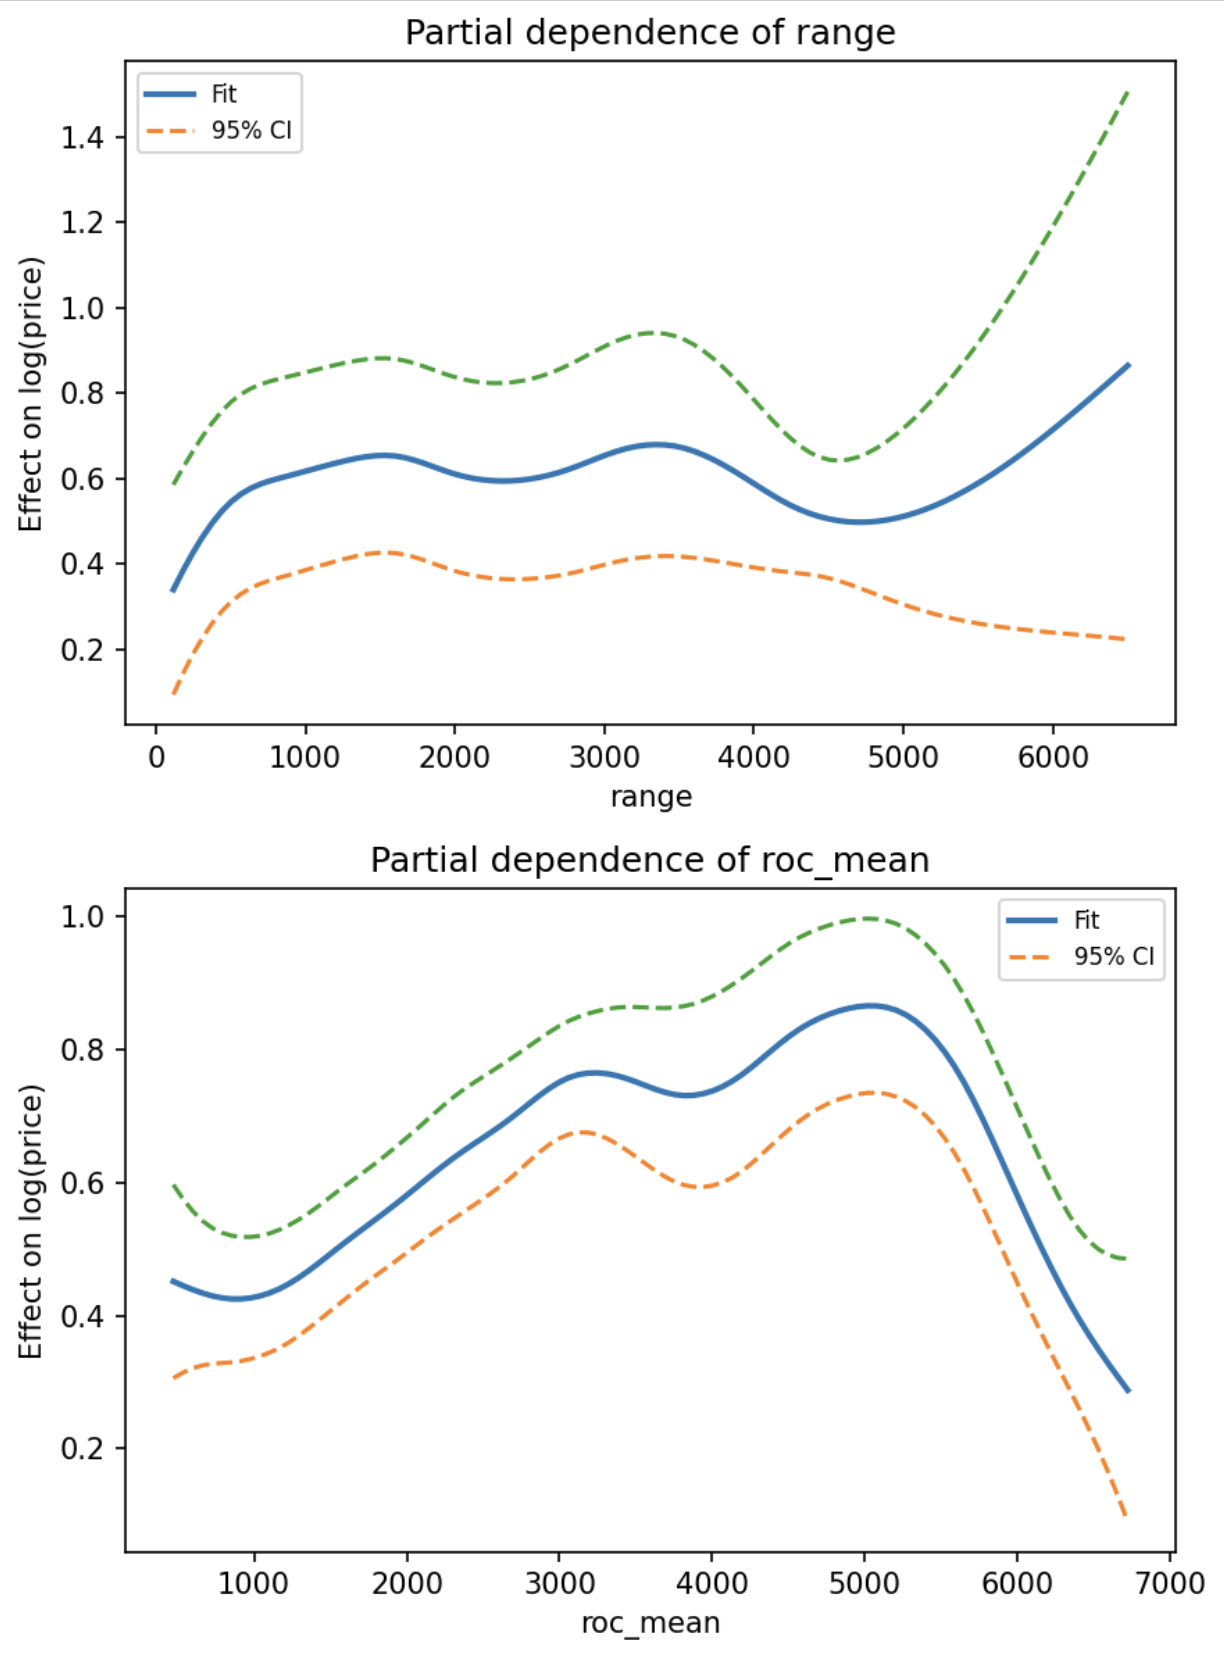 Partial dependence of range
Fit
95% CI
Effect on log(price)
1.4
1.2
1.0
0.8
0.6
0.4
0.2
0 1000 2000 3000 4000 5000 6000
range
Partial dependence of roc_mean
Fit
95% CI
Effect on log(price)
1.0
0.8
0.6
0.4
0.2
1000 2000 3000 4000 5000 6000 7000
roc_mean